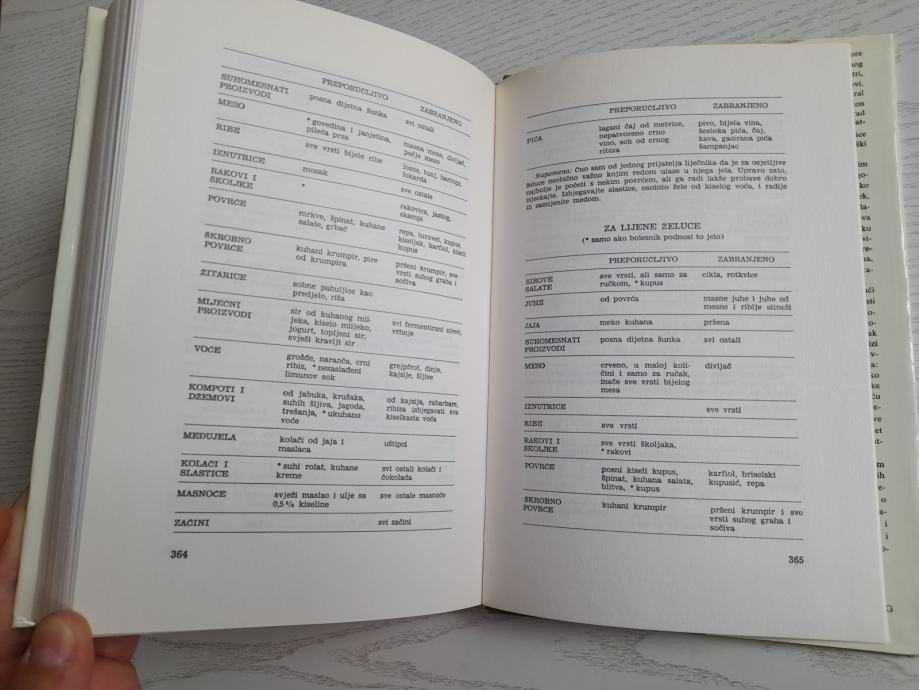 PREPORUČLJIVO ZABRANJENO
SUHOMESNATI posna dijetna šunka svi ostali
PROIZVODI
MESO * govedina i janjetina, masna mesa, divljač,
pileća prsa pačje meso
RIBE sve vrsti bijele ribe losos, tonj, haringa,
lokarda
IZNUTRICE mozak sve ostale
RAKOVI I * rakovica, jastog,
ŠKOLJKE skampi
POVRĆE mrkve, špinat, kuhane repa, turovet, kupus,
salate, grbač kiseljak, karfiol, kiseli
kupus
ŠKROBNO kuhani krumpir, pire prženi krumpir, sve
POVRĆE od krumpira vrsti suhog graha i
sočiva
ŽITARICE zobne pahuljice kao
predjelo, riža
MLIJEČNI sir od kuhanog mli- svi fermentirani sirevi,
PROIZVODI jeka, kiselo mlijeko, vrhnje
jogurt, topljeni sir,
svježi kravlji sir
VOĆE grožđe, naranča, crni grejpfrut, dinje,
ribiz, * nezaslađeni kajsije, šljive
limunov sok
KOMPOTI I od jabuka, krušaka, od kajsija, rabarbare,
DŽEMOVI suhih šljiva, jagoda, ribiza izbjegavati sva
trešanja, * ukuhano kiselkasta voća
voće
MEĐUJELA kolači od jaja i uštipci
maslaca
KOLAČI I * suhi rolat, kuhane svi ostali kolači i
SLASTICE kreme čokolada
MASNOĆE svježi maslac i ulje sa sve ostale masnoće
0,5 % kiseline
ZAČINI svi začini
364
PREPORUČLJIVO ZABRANJENO
PIĆA lagani čaj od metvice, pivo, bijela vina,
nepatvoreno crno žestoka pića, čaj,
vino, sok od crnog kava, gazirana pića
ribiza šampanjac
Napomena: Čuo sam od jednog prijatelja liječnika da je za osjetljive
želuce neobično važno kojim redom ulaze u njega jela. Upravo zato,
najbolje je početi s nekim povrćem, ali ga radi lakše probave dobro
isjeckajte. Izbjegavajte slastice, osobito žele od kiselog voća, i radije
ih zamijenite medom.
ZA LIJENE ŽELUCE
(* samo ako bolesnik podnosi to jelo)
PREPORUČLJIVO ZABRANJENO
SIROVE sve vrsti, ali samo za cikla, rotkvice
SALATE ručkom, * kupus
JUHE od povrća masne juhe i juhe od
mesne i riblje sitneži
JAJA meko kuhana pržena
SUHOMESNATI posna dijetna šunka svi ostali
PROIZVODI
MESO crveno, u maloj koli- divljač
čini i samo za ručak,
inače sve vrsti bijelog
mesa
IZNUTRICE sve vrsti
RIBE sve vrsti
RAKOVI I sve vrsti školjaka,
ŠKOLJKE * rakovi
POVRĆE posni kiseli kupus, karfiol, briselski
špinat, kuhana salata, kupusić, repa
blitva, * kupus
ŠKROBNO kuhani krumpir prženi krumpir i sve
POVRĆE vrsti suhog graha i
sočiva
365